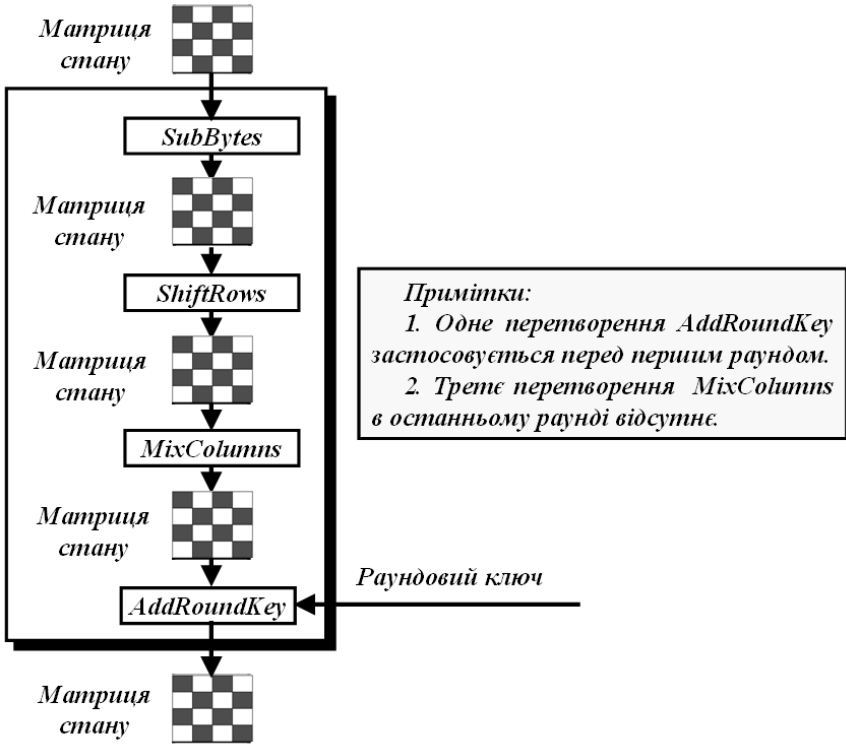 Матриця
стану
SubBytes
Матриця
стану
ShiftRows
Матриця
стану
MixColumns
Матриця
стану
AddRoundKey
Раундовий ключ
Матриця
стану
Примітки:
1. Одне перетворення AddRoundKey
застосовується перед першим раундом.
2. Третє перетворення MixColumns
в останньому раунді відсутнє.